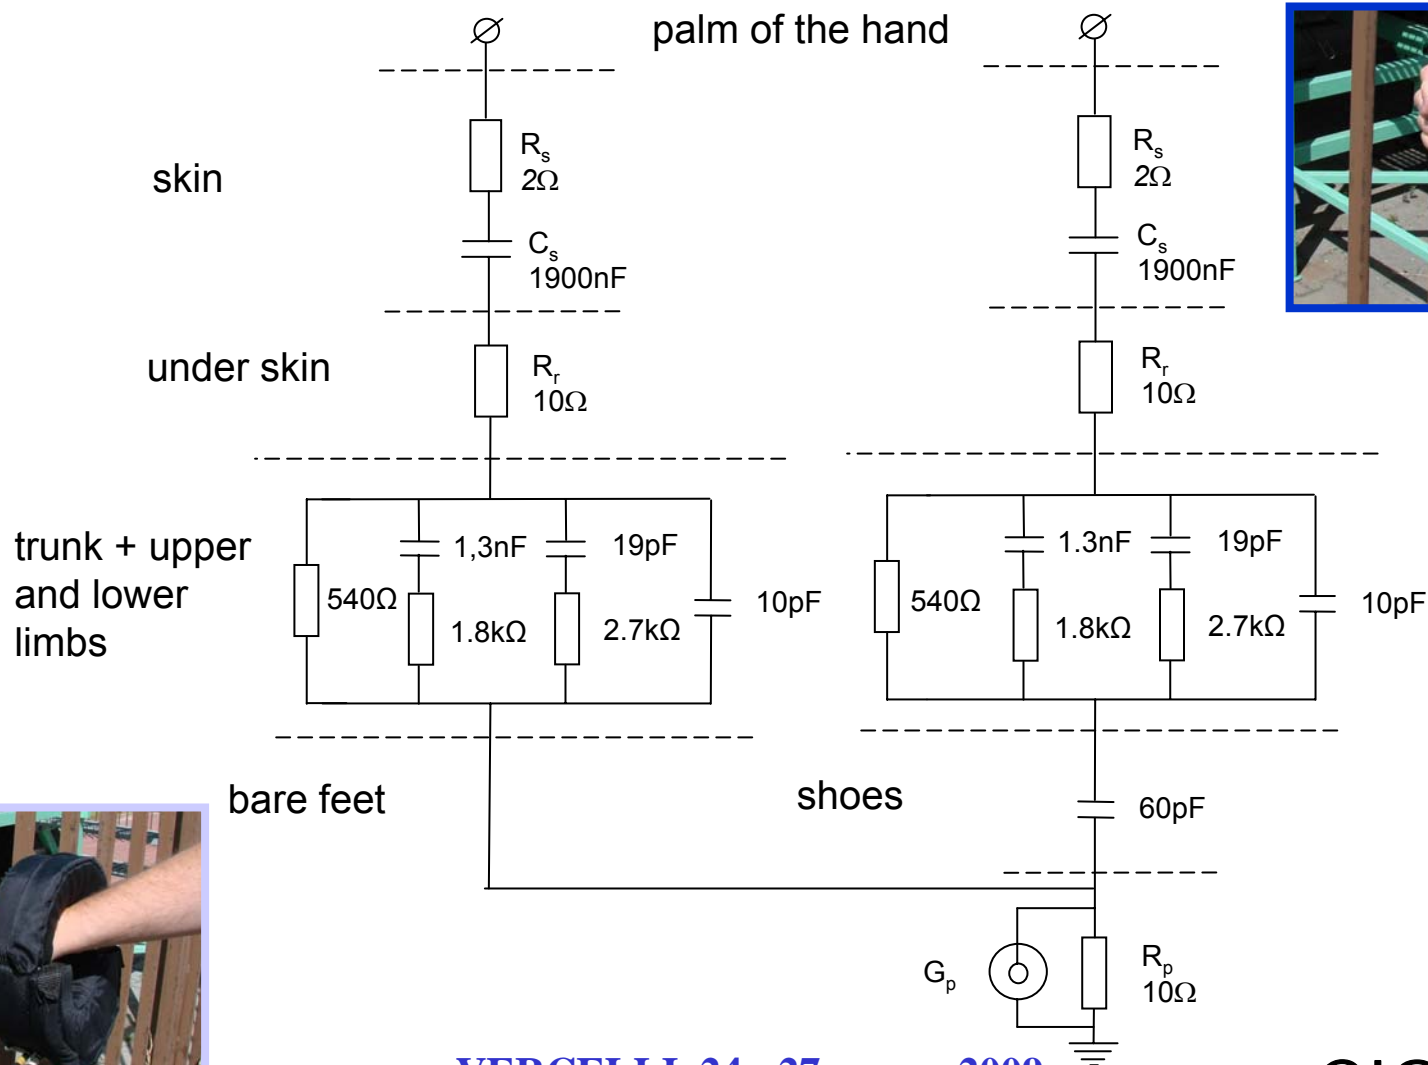 palm of the hand
skin
Rs
2Ω
Cs
1900nF
Rs
2Ω
Cs
1900nF
under skin
Rr
10Ω
Rr
10Ω
trunk + upper
and lower
limbs
540Ω
1,3nF
1.8kΩ
19pF
2.7kΩ
10pF
540Ω
1.3nF
1.8kΩ
19pF
2.7kΩ
10pF
bare feet
shoes
60pF
Gp
Rp
10Ω